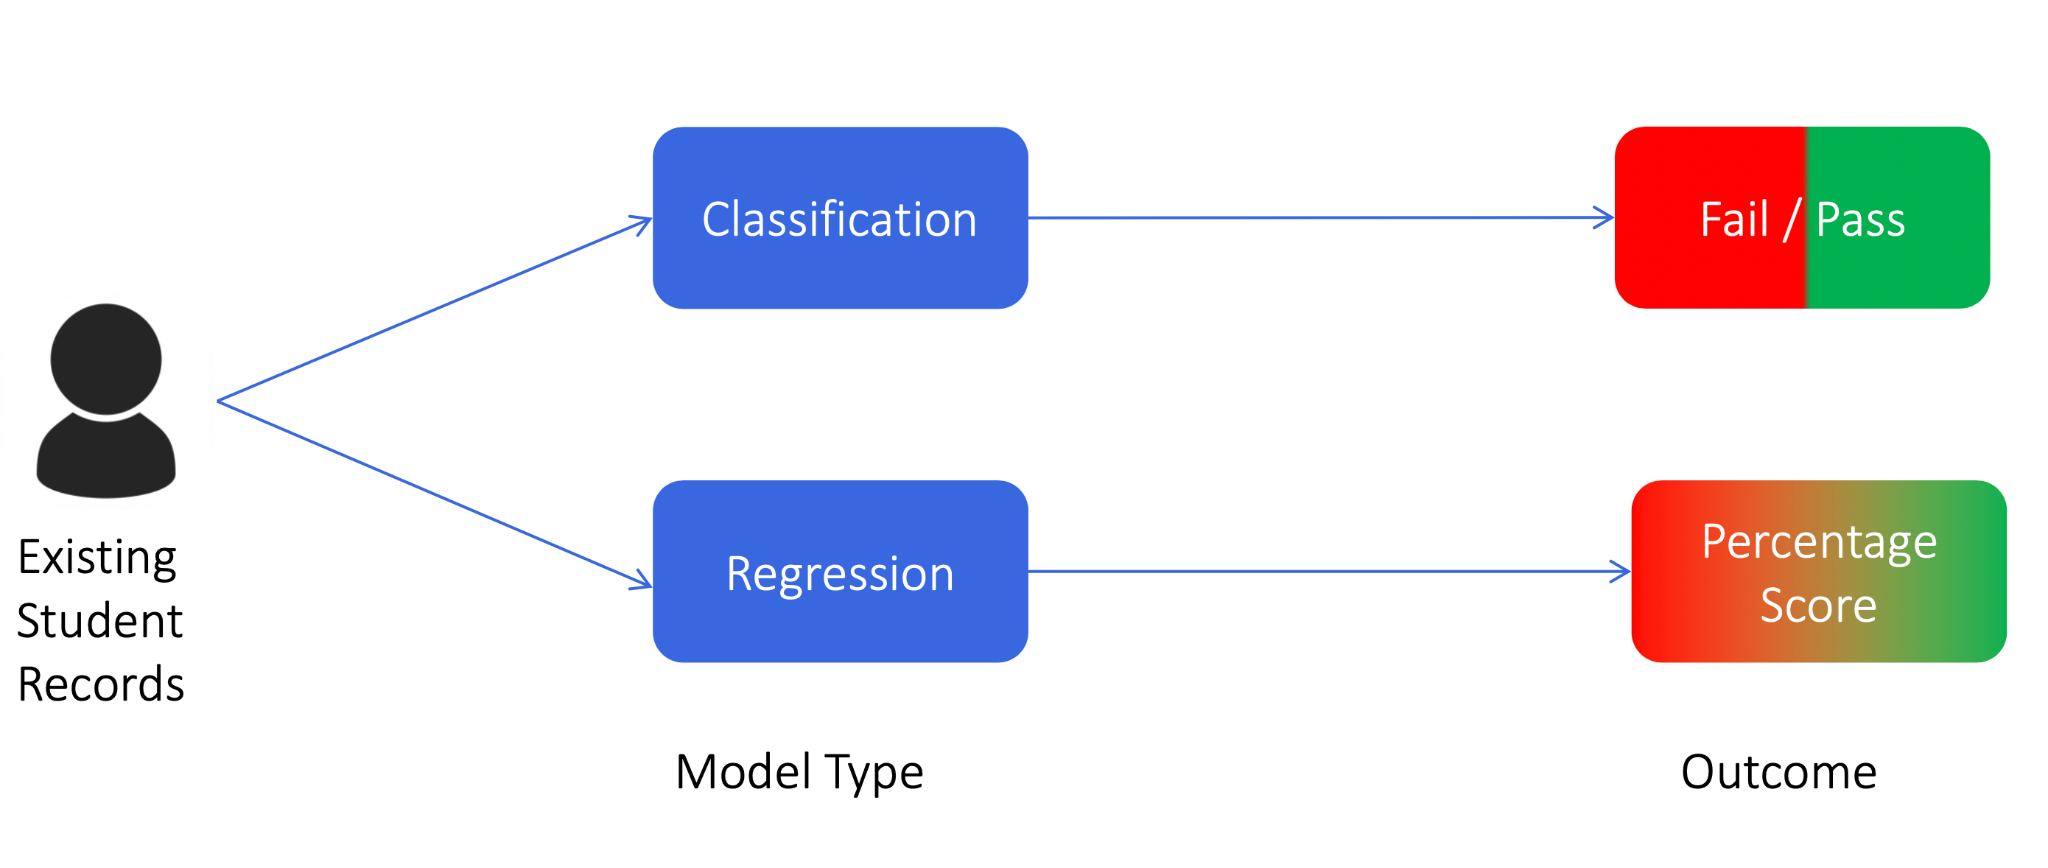 Classification
Fail / Pass
Existing
Student
Records
Regression
Percentage
Score
Model Type
Outcome